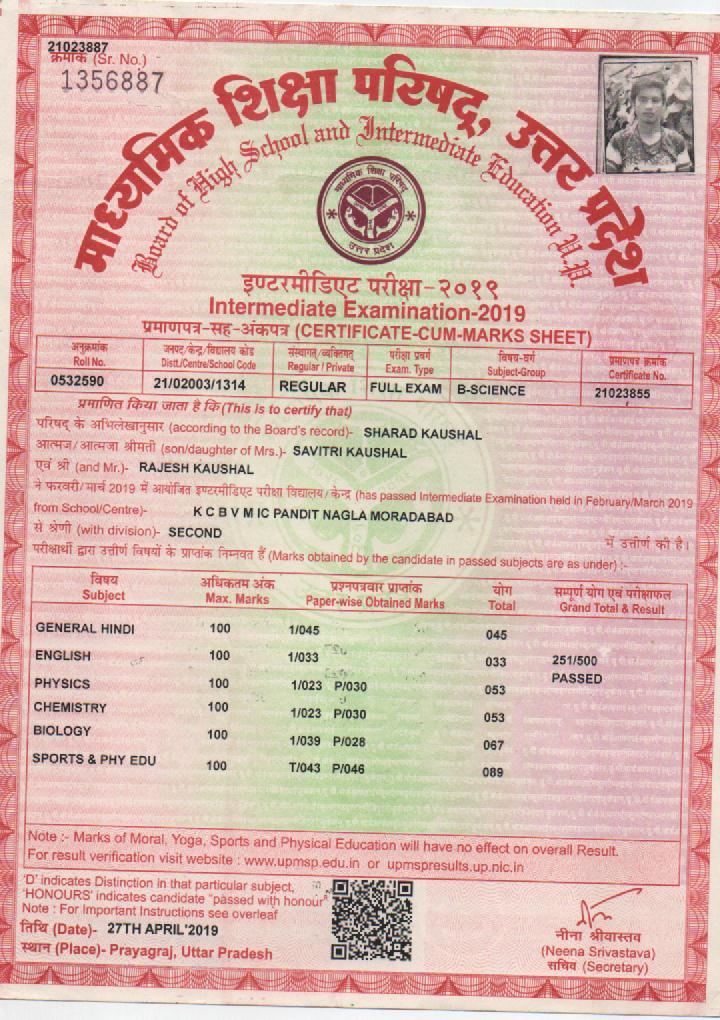 21023887
क्रमांक (Sr. No.)
1356887
माध्यमिक शिक्षा परिषद्, उत्तर प्रदेश
Board of High School and Intermediate Education U.P.
माध्यमिक शिक्षा परिषद्
उत्तर प्रदेश
इण्टरमीडिएट परीक्षा-२०१९
Intermediate Examination-2019
प्रमाणपत्र-सह-अंकपत्र (CERTIFICATE-CUM-MARKS SHEET)
अनुक्रमांक जनपद/केन्द्र/विद्यालय कोड संस्थागत/व्यक्तिगत परीक्षा प्रवर्ग विषय-वर्ग प्रमाणपत्र क्रमांक
Roll No. Distt./Centre/School Code Regular / Private Exam. Type Subject-Group Certificate No.
0532590 21/02003/1314 REGULAR FULL EXAM B-SCIENCE 21023855
प्रमाणित किया जाता है कि (This is to certify that)
परिषद् के अभिलेखानुसार (according to the Board's record)- SHARAD KAUSHAL
आत्मज/आत्मजा श्रीमती (son/daughter of Mrs.)- SAVITRI KAUSHAL
एवं श्री (and Mr.)- RAJESH KAUSHAL
ने फरवरी/मार्च 2019 में आयोजित इण्टरमीडिएट परीक्षा विद्यालय/केन्द्र (has passed Intermediate Examination held in February/March 2019
from School/Centre)- K C B V M IC PANDIT NAGLA MORADABAD
से श्रेणी (with division)- SECOND में उत्तीर्ण की है।
परीक्षार्थी द्वारा उत्तीर्ण विषयों के प्राप्तांक निम्नवत हैं (Marks obtained by the candidate in passed subjects are as under) :-
विषय अधिकतम अंक प्रश्नपत्रवार प्राप्तांक योग सम्पूर्ण योग एवं परीक्षाफल
Subject Max. Marks Paper-wise Obtained Marks Total Grand Total & Result
GENERAL HINDI 100 1/045 045
ENGLISH 100 1/033 033 251/500
PASSED
PHYSICS 100 1/023 P/030 053
CHEMISTRY 100 1/023 P/030 053
BIOLOGY 100 1/039 P/028 067
SPORTS & PHY EDU 100 T/043 P/046 089
Note :- Marks of Moral, Yoga, Sports and Physical Education will have no effect on overall Result.
For result verification visit website : www.upmsp.edu.in or upmspresults.up.nic.in
'D' indicates Distinction in that particular subject,
'HONOURS' indicates candidate "passed with honour"
Note : For Important Instructions see overleaf
तिथि (Date)- 27TH APRIL'2019
स्थान (Place)- Prayagraj, Uttar Pradesh
नीना श्रीवास्तव
(Neena Srivastava)
सचिव (Secretary)